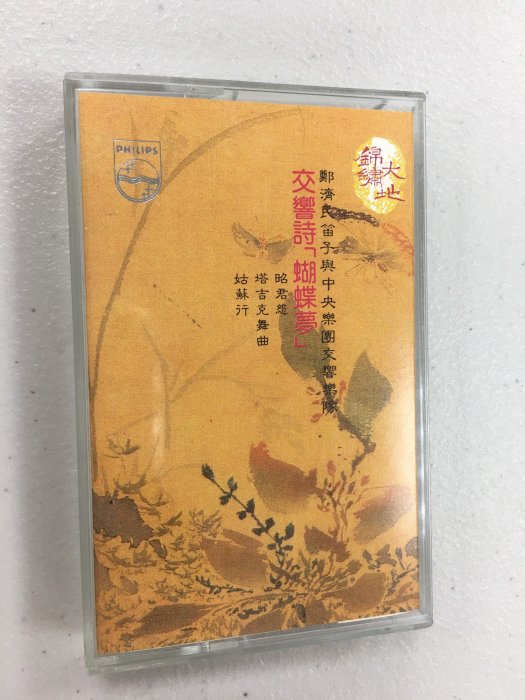 PHILIPS
錦繡大地
鄭濟民笛子與中央樂團交響樂隊
交響詩「蝴蝶夢」
昭君怨
塔吉克舞曲
姑蘇行